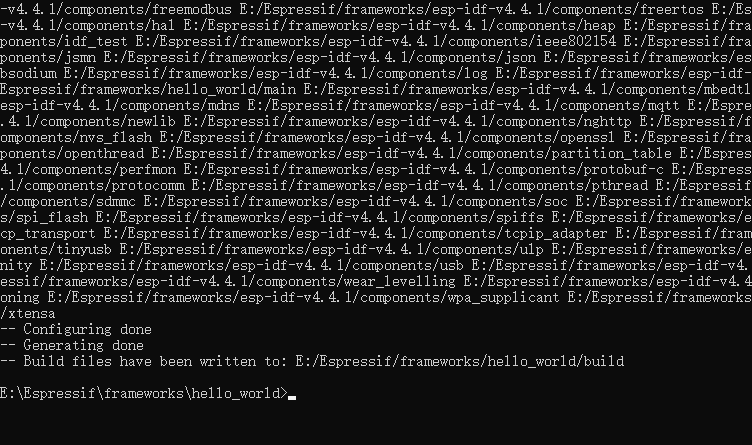 -v4.4.1/components/freemodbus E:/Espressif/frameworks/esp-idf-v4.4.1/components/freertos E:/Es
-v4.4.1/components/hal E:/Espressif/frameworks/esp-idf-v4.4.1/components/heap E:/Espressif/fra
ponents/idf_test E:/Espressif/frameworks/esp-idf-v4.4.1/components/ieee802154 E:/Espressif/fra
ponents/jsmn E:/Espressif/frameworks/esp-idf-v4.4.1/components/json E:/Espressif/frameworks/es
bsodium E:/Espressif/frameworks/esp-idf-v4.4.1/components/log E:/Espressif/frameworks/esp-idf-
Espressif/frameworks/hello_world/main E:/Espressif/frameworks/esp-idf-v4.4.1/components/mbedtl
esp-idf-v4.4.1/components/mdns E:/Espressif/frameworks/esp-idf-v4.4.1/components/mqtt E:/Espre
.4.1/components/newlib E:/Espressif/frameworks/esp-idf-v4.4.1/components/nghttp E:/Espressif/f
omponents/nvs_flash E:/Espressif/frameworks/esp-idf-v4.4.1/components/openssl E:/Espressif/fra
ponents/openthread E:/Espressif/frameworks/esp-idf-v4.4.1/components/partition_table E:/Espres
4.1/components/perfmon E:/Espressif/frameworks/esp-idf-v4.4.1/components/protobuf-c E:/Espress
.1/components/protocomm E:/Espressif/frameworks/esp-idf-v4.4.1/components/pthread E:/Espressif
/components/sdmmc E:/Espressif/frameworks/esp-idf-v4.4.1/components/soc E:/Espressif/framework
s/spi_flash E:/Espressif/frameworks/esp-idf-v4.4.1/components/spiffs E:/Espressif/frameworks/e
cp_transport E:/Espressif/frameworks/esp-idf-v4.4.1/components/tcpip_adapter E:/Espressif/fram
onents/tinyusb E:/Espressif/frameworks/esp-idf-v4.4.1/components/ulp E:/Espressif/frameworks/e
nity E:/Espressif/frameworks/esp-idf-v4.4.1/components/usb E:/Espressif/frameworks/esp-idf-v4.
essif/frameworks/esp-idf-v4.4.1/components/wear_levelling E:/Espressif/frameworks/esp-idf-v4.4
oning E:/Espressif/frameworks/esp-idf-v4.4.1/components/wpa_supplicant E:/Espressif/frameworks
/xtensa
-- Configuring done
-- Generating done
-- Build files have been written to: E:/Espressif/frameworks/hello_world/build
E:\Espressif\frameworks\hello_world>